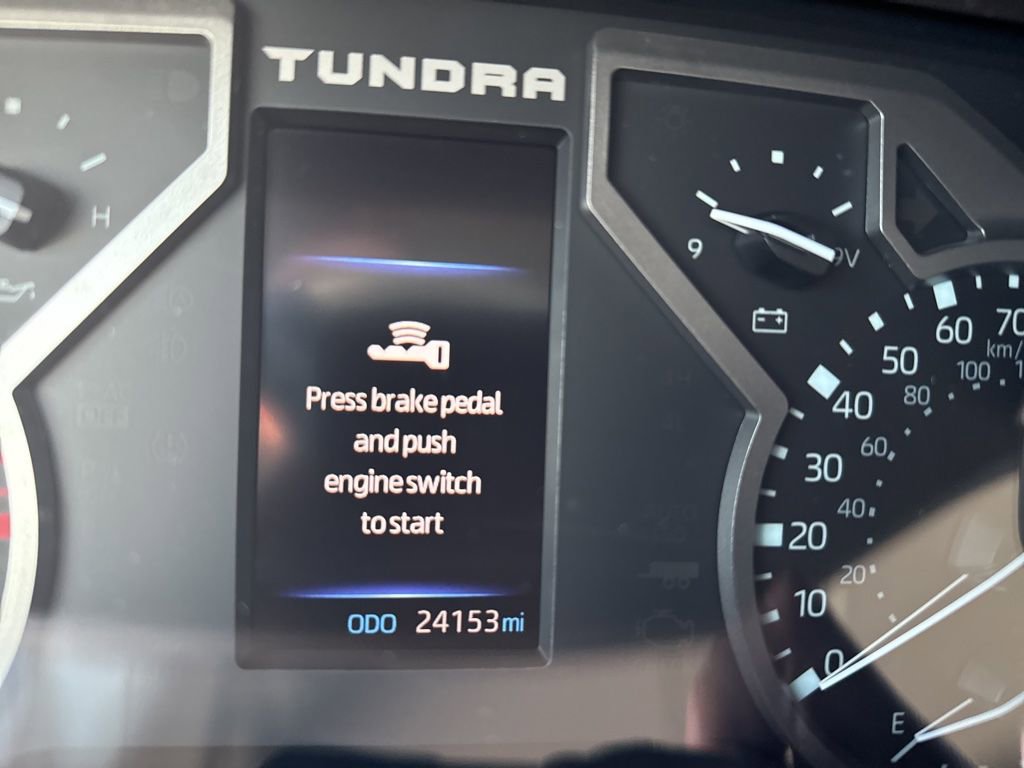 TUNDRA
H
9
V
Press brake pedal
and push
engine switch
to start
ODO 24153 mi
70
60
50
40
30
20
10
0
km/
100
80
60
40
20
E